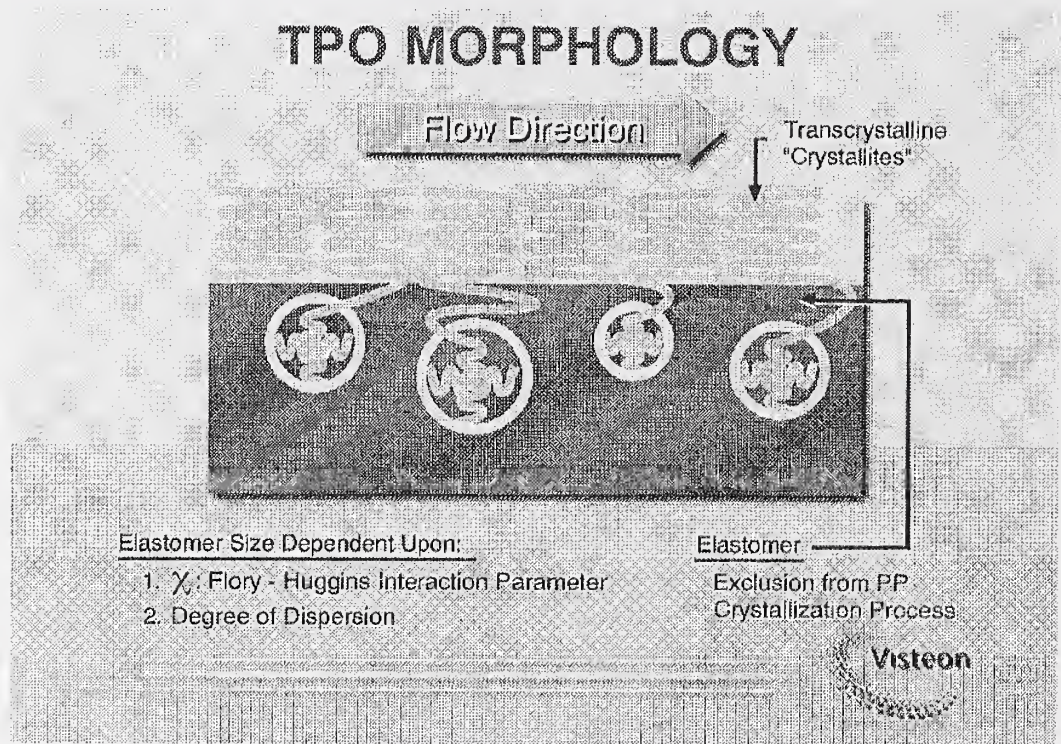 TPO MORPHOLOGY
Flow Direction
Transcrystalline
"Crystallites"
Elastomer Size Dependent Upon:
1. χ: Flory - Huggins Interaction Parameter
2. Degree of Dispersion
Elastomer
Exclusion from PP
Crystallization Process
Visteon